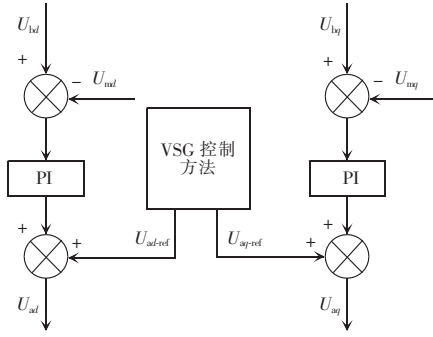 U_bd
U_bq
+
−
U_md
+
−
U_mq
VSG 控制
方法
PI
PI
+
+
U_ad-ref
U_aq-ref
+
+
U_ad
U_aq